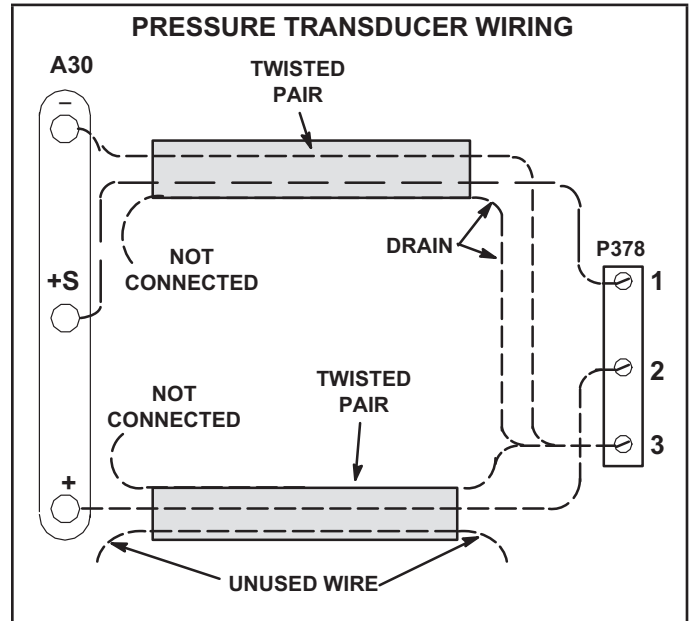 PRESSURE TRANSDUCER WIRING
A30
TWISTED
PAIR
–
NOT
CONNECTED
DRAIN
P378
+S
1
2
3
NOT
CONNECTED
TWISTED
PAIR
+
UNUSED WIRE